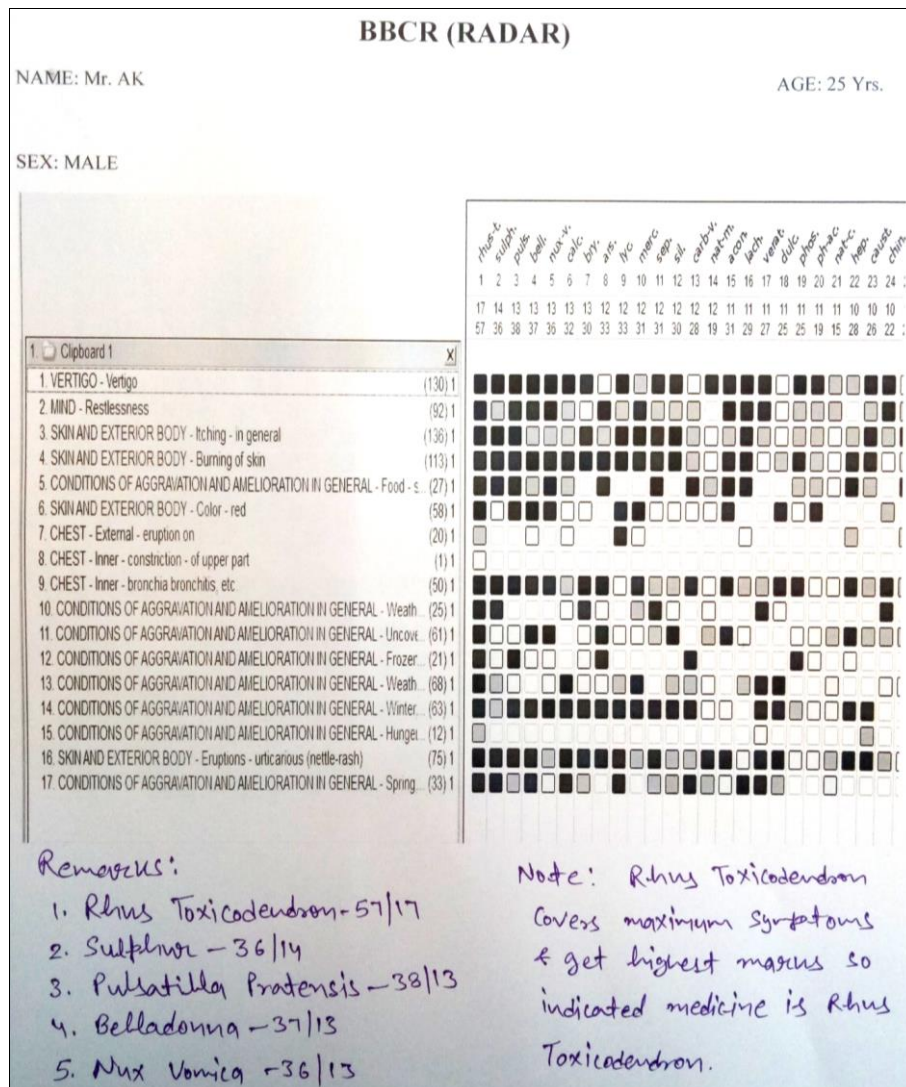 BBCR (RADAR)
NAME: Mr. AK
AGE: 25 Yrs.
SEX: MALE
rhus-t. sulph. puls. bell. nux-v. calc. bry. ars. lyc. merc. sep. sil. carb-v. nat-m. acon. lach. verat. dulc. phos. ph-ac. nat-c. hep. caust. chin.
1 2 3 4 5 6 7 8 9 10 11 12 13 14 15 16 17 18 19 20 21 22 23 24
17 14 13 13 13 13 13 12 12 12 12 12 12 12 11 11 11 11 11 11 11 10 10 10
57 36 38 37 36 32 30 33 33 31 31 30 28 19 31 29 27 25 25 19 15 28 26 22
1. Clipboard 1 X
1. VERTIGO - Vertigo (130) 1
2. MIND - Restlessness (92) 1
3. SKIN AND EXTERIOR BODY - Itching - in general (136) 1
4. SKIN AND EXTERIOR BODY - Burning of skin (113) 1
5. CONDITIONS OF AGGRAVATION AND AMELIORATION IN GENERAL - Food - s... (27) 1
6. SKIN AND EXTERIOR BODY - Color - red (58) 1
7. CHEST - External - eruption on (20) 1
8. CHEST - Inner - constriction - of upper part (1) 1
9. CHEST - Inner - bronchia bronchitis, etc (50) 1
10. CONDITIONS OF AGGRAVATION AND AMELIORATION IN GENERAL - Weath... (25) 1
11. CONDITIONS OF AGGRAVATION AND AMELIORATION IN GENERAL - Uncove... (61) 1
12. CONDITIONS OF AGGRAVATION AND AMELIORATION IN GENERAL - Frozen... (21) 1
13. CONDITIONS OF AGGRAVATION AND AMELIORATION IN GENERAL - Weath... (68) 1
14. CONDITIONS OF AGGRAVATION AND AMELIORATION IN GENERAL - Winter... (63) 1
15. CONDITIONS OF AGGRAVATION AND AMELIORATION IN GENERAL - Hunger... (12) 1
16. SKIN AND EXTERIOR BODY - Eruptions - urticarious (nettle-rash) (75) 1
17. CONDITIONS OF AGGRAVATION AND AMELIORATION IN GENERAL - Spring... (33) 1
Remarks:
1. Rhus Toxicodendron - 57/17
2. Sulphur - 36/14
3. Pulsatilla Pratensis - 38/13
4. Belladonna - 37/13
5. Nux Vomica - 36/13
Note: Rhus Toxicodendron
covers maximum symptoms
& get highest marks so
indicated medicine is Rhus
Toxicodendron.